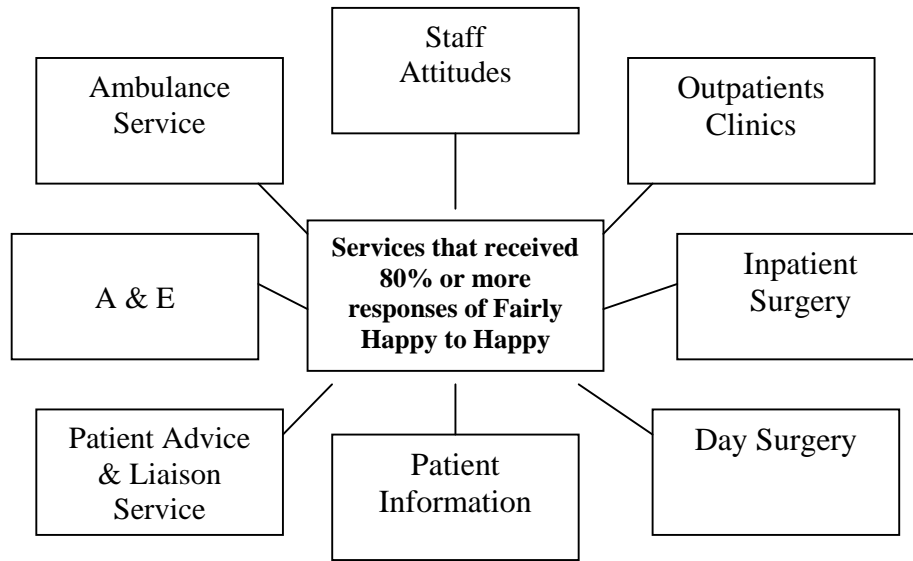 Staff
Attitudes
Ambulance
Service
Outpatients
Clinics
Services that received
80% or more
responses of Fairly
Happy to Happy
A & E
Inpatient
Surgery
Patient Advice
& Liaison
Service
Patient
Information
Day Surgery